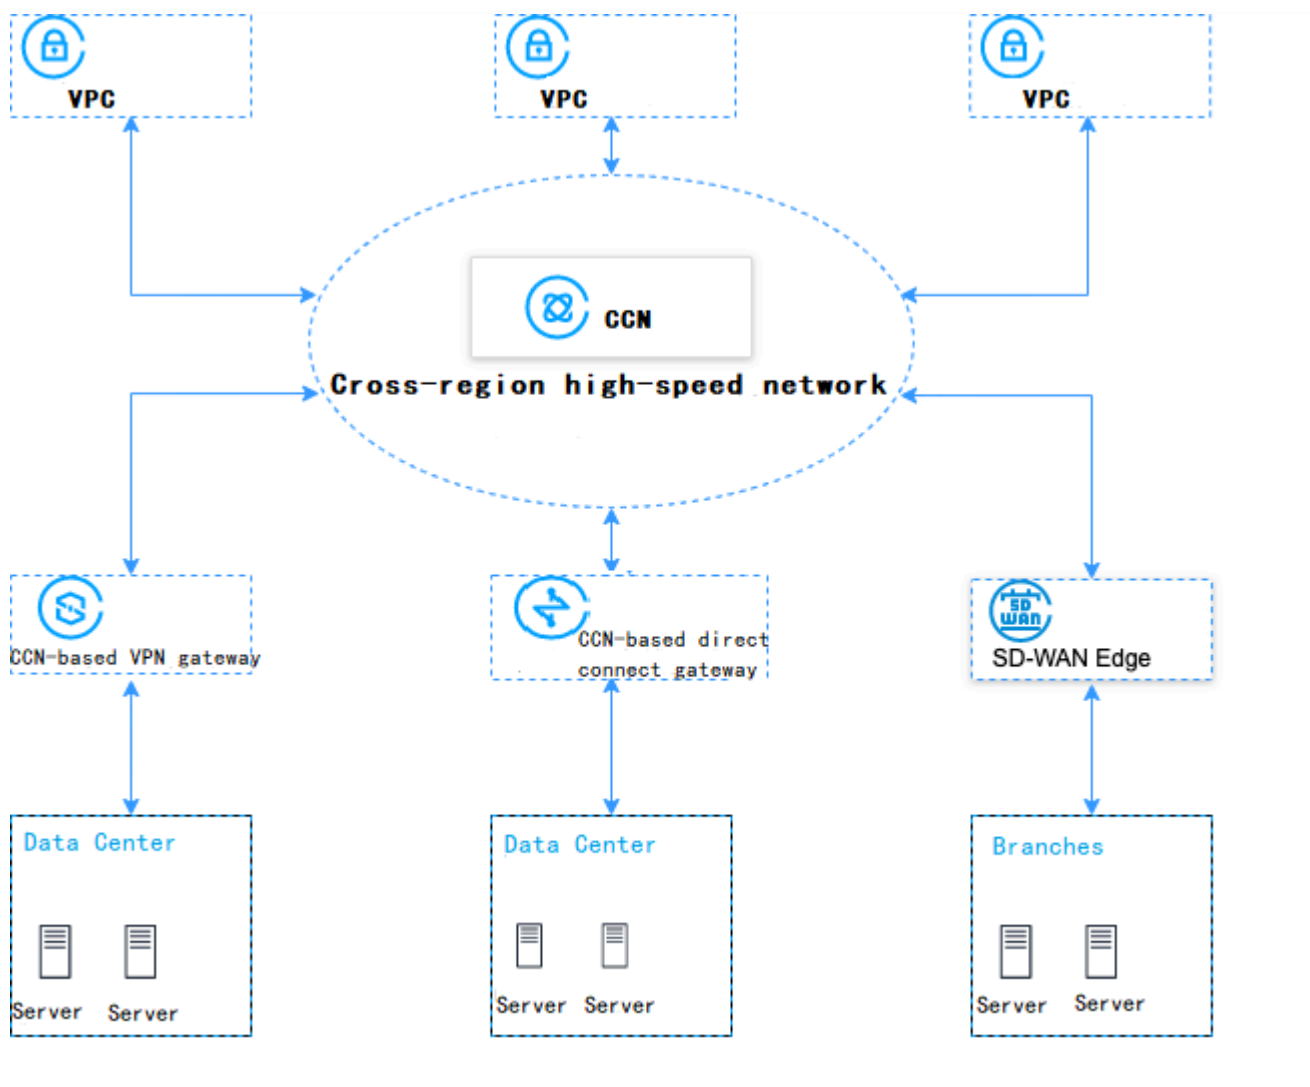 VPC
VPC
VPC
CCN
Cross-region high-speed network
CCN-based VPN gateway
CCN-based direct
connect gateway
SD
WAN
SD-WAN Edge
Data Center
Data Center
Branches
Server
Server
Server
Server
Server
Server